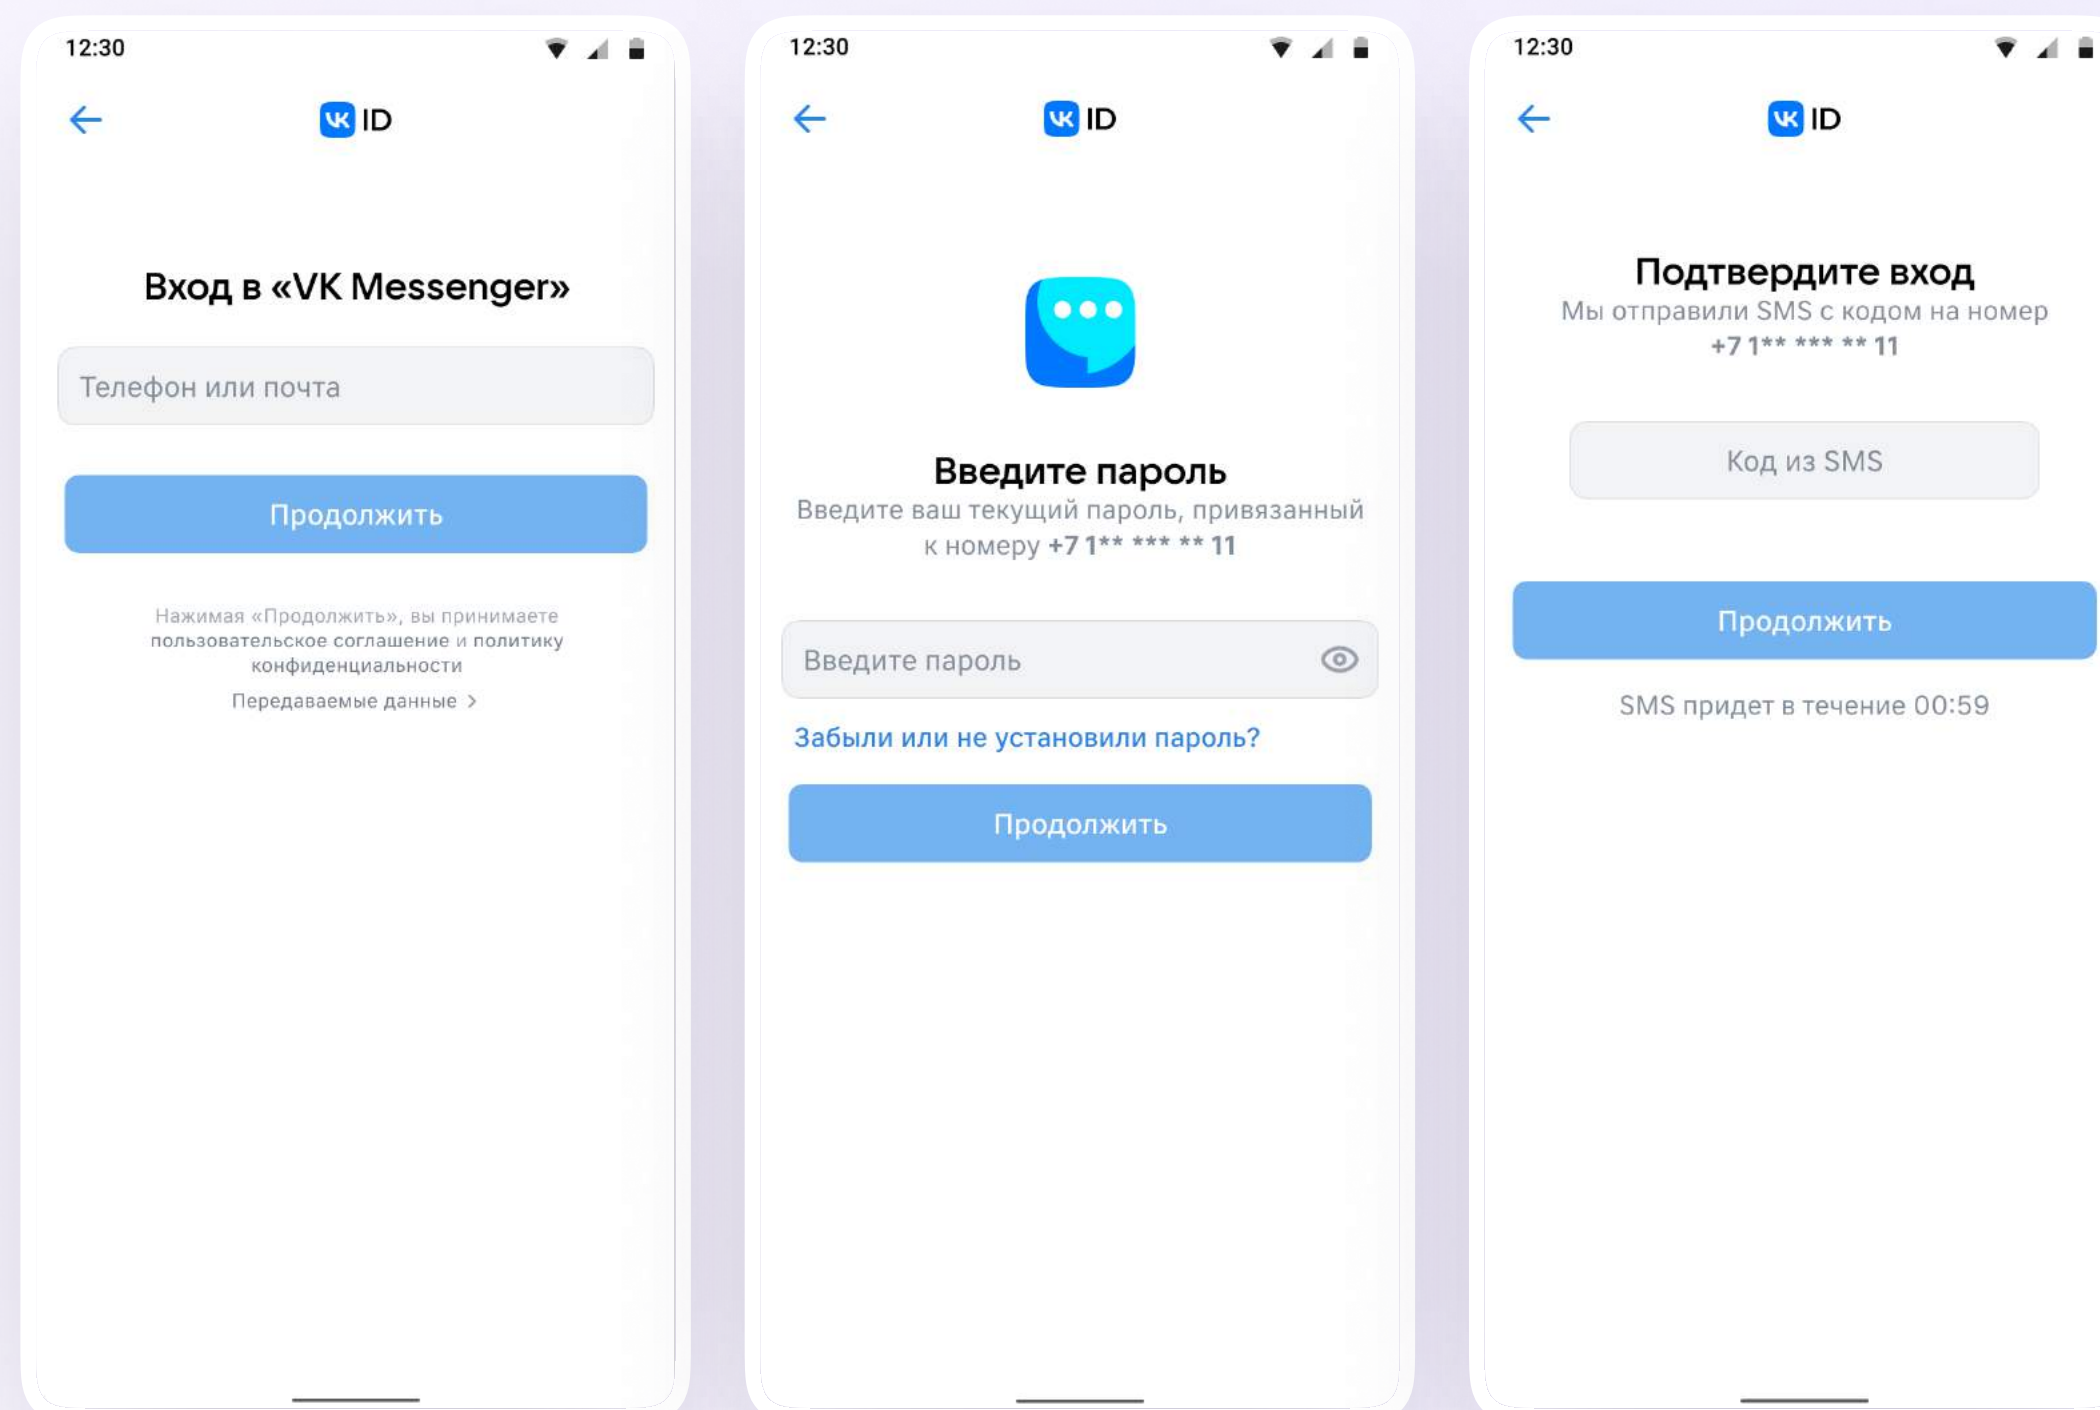 12:30
VK ID
Вход в «VK Messenger»
Телефон или почта
Продолжить
Нажимая «Продолжить», вы принимаете
пользовательское соглашение и политику
конфиденциальности
Передаваемые данные >
12:30
VK ID
Введите пароль
Введите ваш текущий пароль, привязанный
к номеру +7 1** *** ** 11
Введите пароль
Забыли или не установили пароль?
Продолжить
12:30
VK ID
Подтвердите вход
Мы отправили SMS с кодом на номер
+7 1** *** ** 11
Код из SMS
Продолжить
SMS придет в течение 00:59